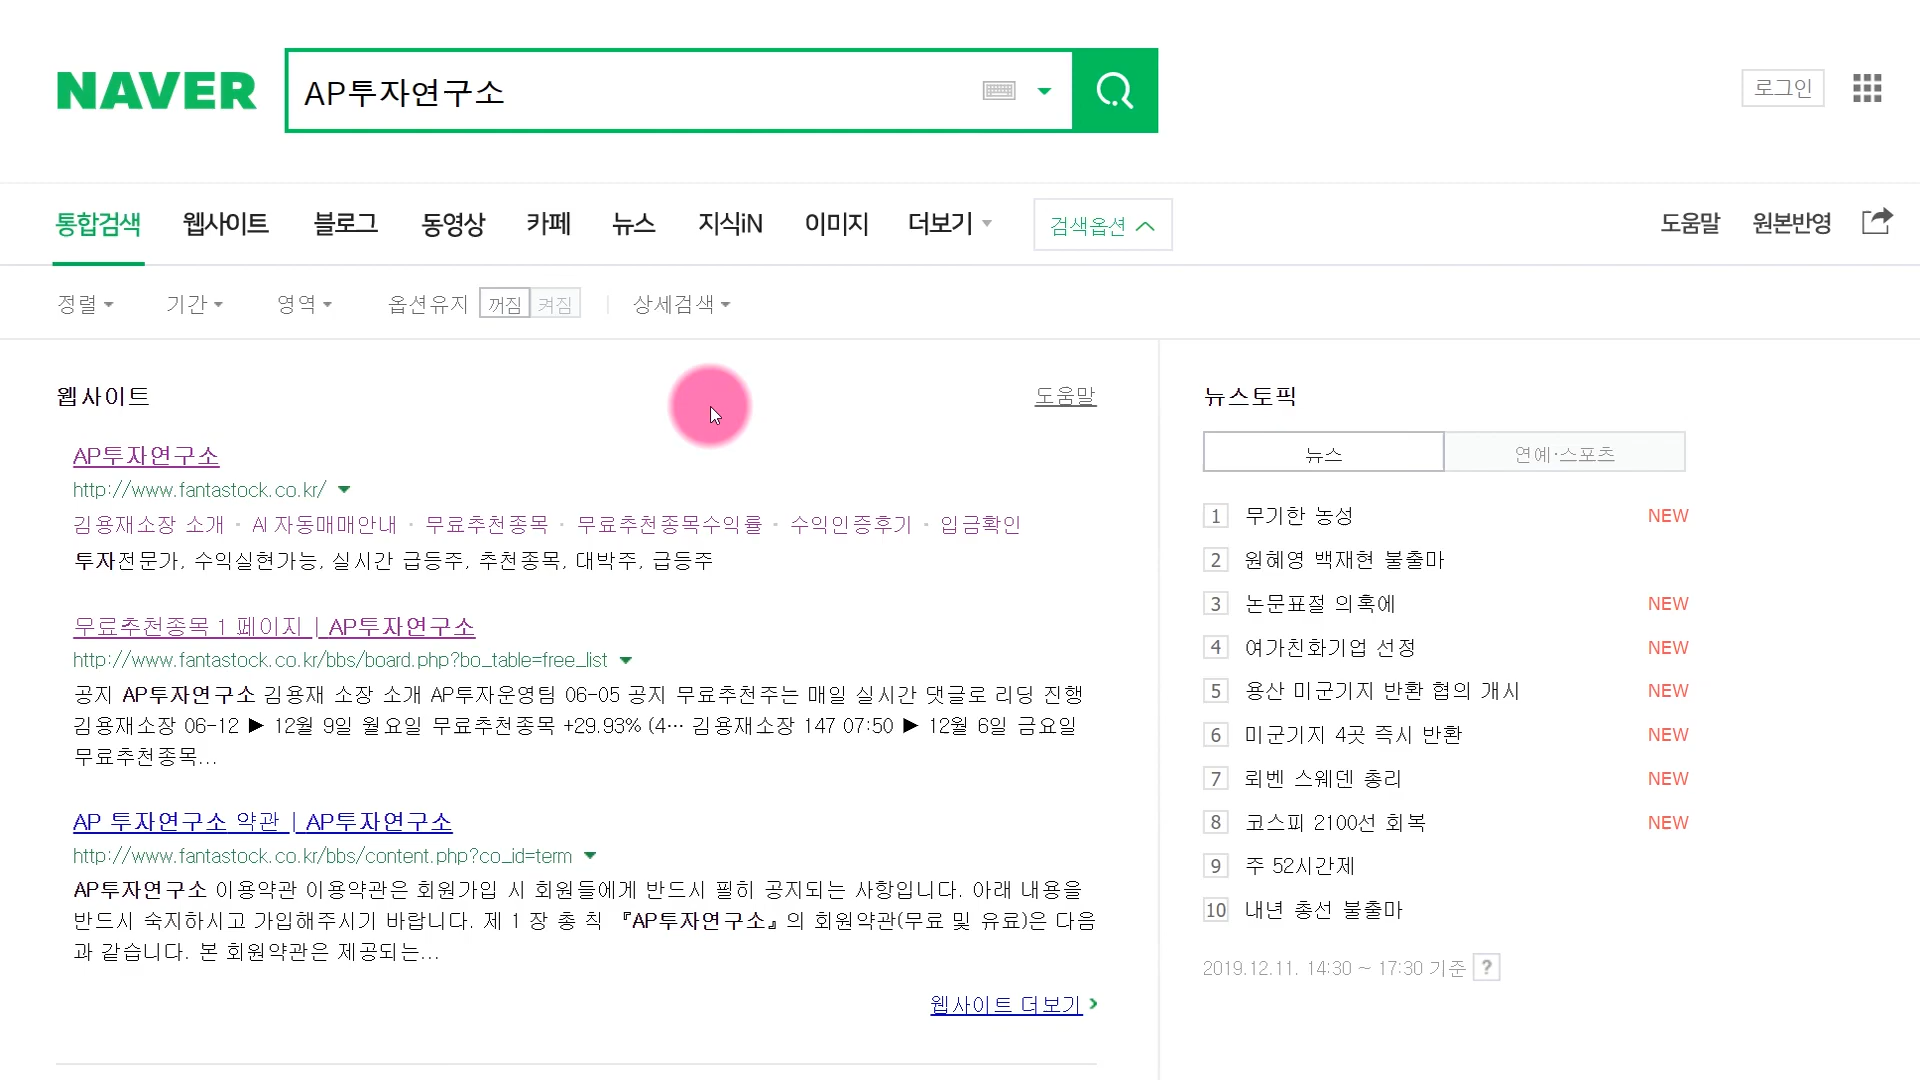 NAVER
AP투자연구소
로그인
통합검색 웹사이트 블로그 동영상 카페 뉴스 지식iN 이미지 더보기 검색옵션 도움말 원본반영
정렬 기간 영역 옵션유지 꺼짐 켜짐 상세검색
웹사이트 도움말
AP투자연구소
http://www.fantastock.co.kr/
김용재소장 소개 · AI 자동매매안내 · 무료추천종목 · 무료추천종목수익률 · 수익인증후기 · 입금확인
투자전문가, 수익실현가능, 실시간 급등주, 추천종목, 대박주, 급등주
무료추천종목 1 페이지 | AP투자연구소
http://www.fantastock.co.kr/bbs/board.php?bo_table=free_list
공지 AP투자연구소 김용재 소장 소개 AP투자운영팀 06-05 공지 무료추천주는 매일 실시간 댓글로 리딩 진행
김용재소장 06-12 ▶ 12월 9일 월요일 무료추천종목 +29.93% (4… 김용재소장 147 07:50 ▶ 12월 6일 금요일
무료추천종목...
AP 투자연구소 약관 | AP투자연구소
http://www.fantastock.co.kr/bbs/content.php?co_id=term
AP투자연구소 이용약관 이용약관은 회원가입 시 회원들에게 반드시 필히 공지되는 사항입니다. 아래 내용을
반드시 숙지하시고 가입해주시기 바랍니다. 제 1 장 총 칙 『AP투자연구소』의 회원약관(무료 및 유료)은 다음
과 같습니다. 본 회원약관은 제공되는...
웹사이트 더보기
뉴스토픽
뉴스 연예·스포츠
1 무기한 농성 NEW
2 원혜영 백재현 불출마
3 논문표절 의혹에 NEW
4 여가친화기업 선정 NEW
5 용산 미군기지 반환 협의 개시 NEW
6 미군기지 4곳 즉시 반환 NEW
7 뢰벤 스웨덴 총리 NEW
8 코스피 2100선 회복 NEW
9 주 52시간제
10 내년 총선 불출마
2019.12.11. 14:30 ~ 17:30 기준 ?